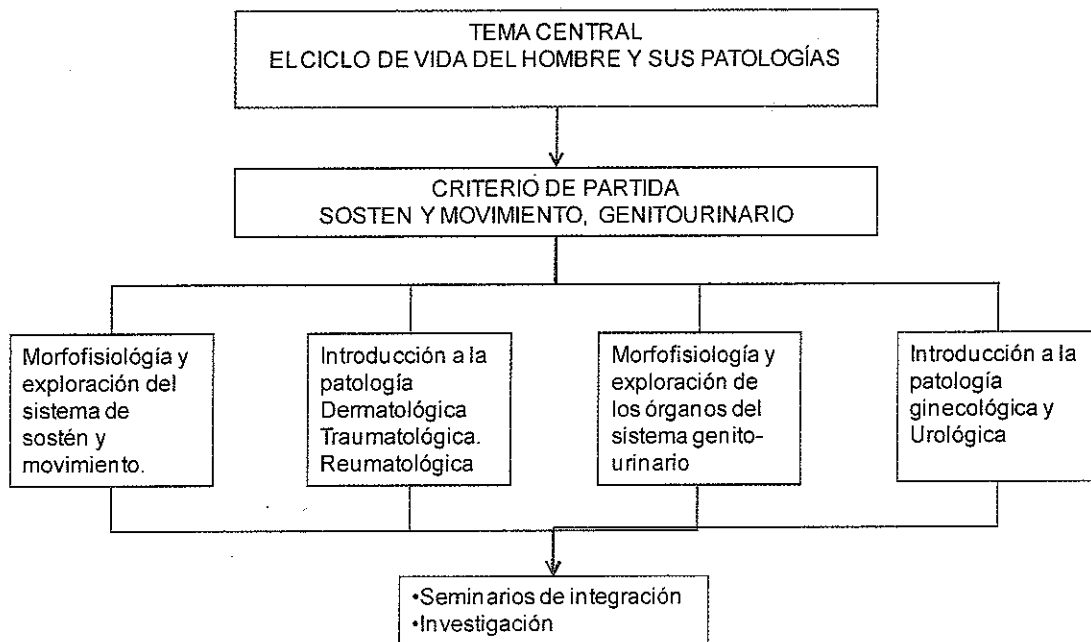 TEMA CENTRAL
EL CICLO DE VIDA DEL HOMBRE Y SUS PATOLOGÍAS
CRITERIO DE PARTIDA
SOSTEN Y MOVIMIENTO, GENITOURINARIO
Morfofisiológía y
exploración del
sistema de
sostén y
movimiento.
Introducción a la
patología
Dermatológica
Traumatológica.
Reumatológica
Morfofisiología y
exploración de
los órganos del
sistema genito-
urinario
Introducción a la
patología
ginecológica y
Urológica
•Seminarios de integración
•Investigación